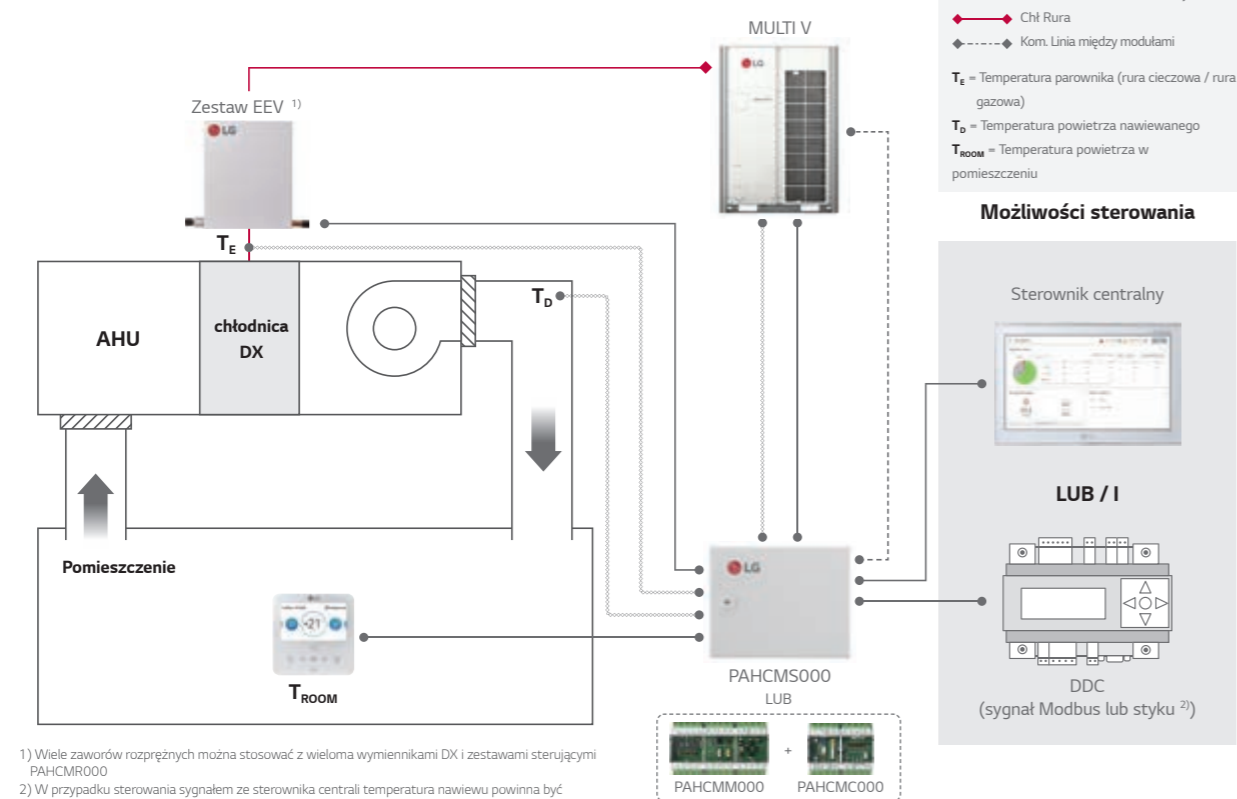 Chł Rura
Kom. Linia między modułami
T_E = Temperatura parownika (rura cieczowa / rura
gazowa)
T_D = Temperatura powietrza nawiewanego
T_ROOM = Temperatura powietrza w
pomieszczeniu
MULTI V
LG
Zestaw EEV 1)
LG
T_E
AHU
chłodnica
DX
T_D
Pomieszczenie
21
T_ROOM
LG
PAHCMS000
LUB
PAHCMM000
+
PAHCMC000
Możliwości sterowania
Sterownik centralny
LUB / I
DDC
(sygnał Modbus lub styku 2))
1) Wiele zaworów rozprężnych można stosować z wieloma wymiennikami DX i zestawami sterującymi
PAHCMR000
2) W przypadku sterowania sygnałem ze sterownika centrali temperatura nawiewu powinna być